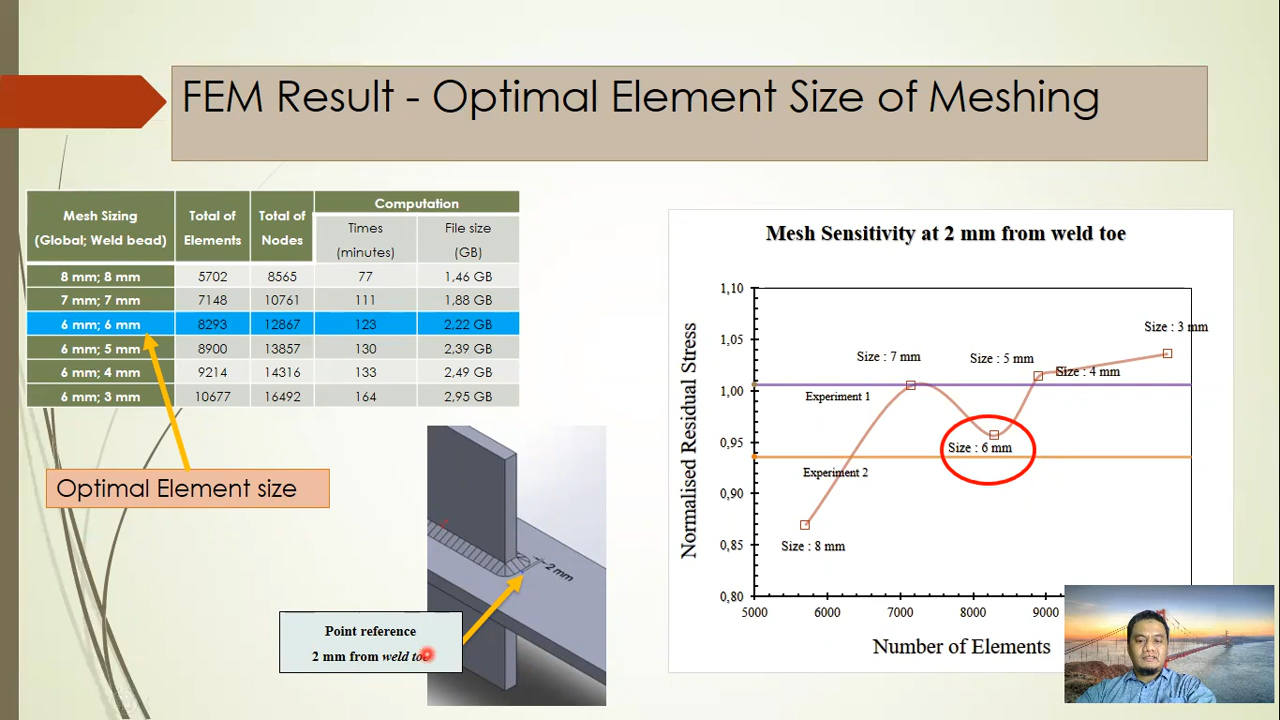 FEM Result - Optimal Element Size of Meshing
Mesh Sizing
(Global; Weld bead)
Total of
Elements
Total of
Nodes
Computation
Times
(minutes)
File size
(GB)
8 mm; 8 mm 5702 8565 77 1,46 GB
7 mm; 7 mm 7148 10761 111 1,88 GB
6 mm; 6 mm 8293 12867 123 2,22 GB
6 mm; 5 mm 8900 13857 130 2,39 GB
6 mm; 4 mm 9214 14316 133 2,49 GB
6 mm; 3 mm 10677 16492 164 2,95 GB
Optimal Element size
2 mm
Point reference
2 mm from weld toe
Mesh Sensitivity at 2 mm from weld toe
Normalised Residual Stress
1,10
1,05
1,00
0,95
0,90
0,85
0,80
Size : 3 mm
Size : 7 mm
Size : 5 mm
Size : 4 mm
Experiment 1
Size : 6 mm
Experiment 2
Size : 8 mm
5000 6000 7000 8000 9000
Number of Elements